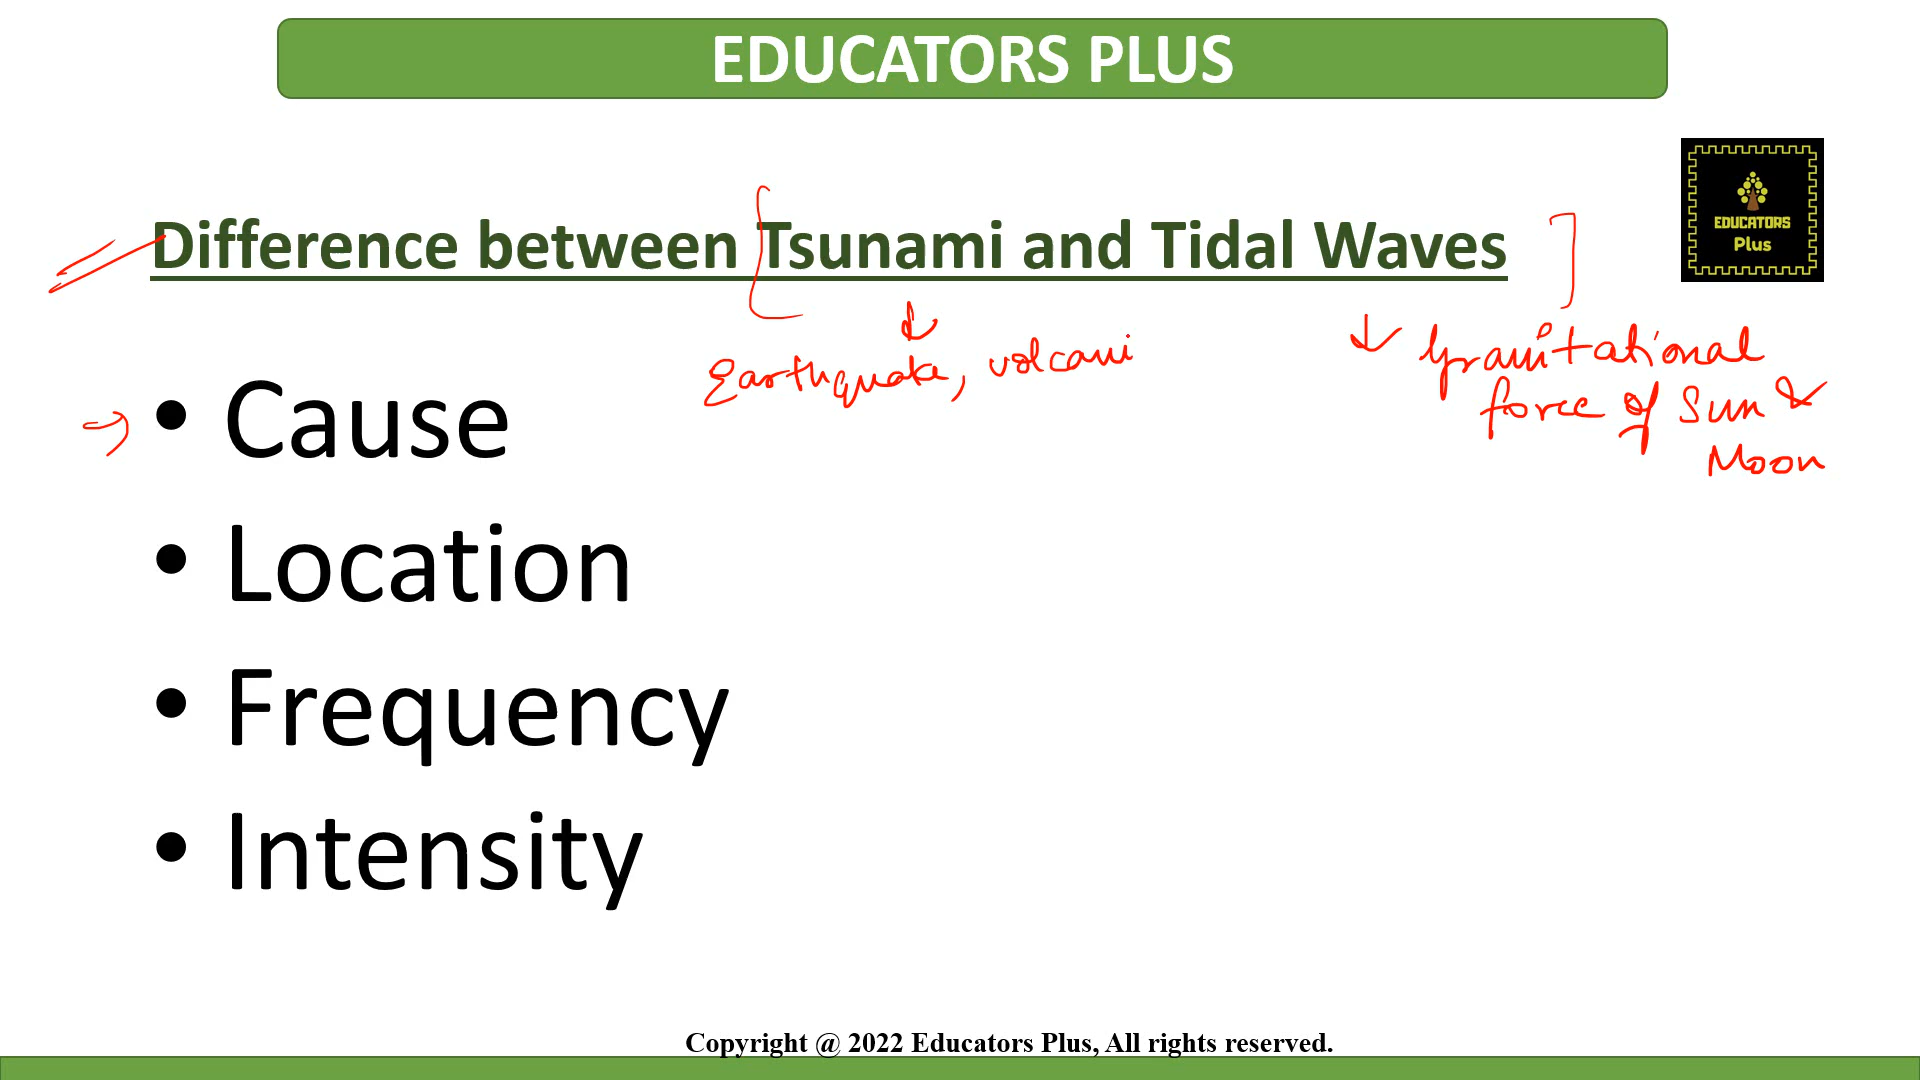 EDUCATORS PLUS
EDUCATORS
Plus
Difference between Tsunami and Tidal Waves
Earthquake, volcani
Gravitational
force of Sun &
Moon
• Cause
• Location
• Frequency
• Intensity
Copyright @ 2022 Educators Plus, All rights reserved.